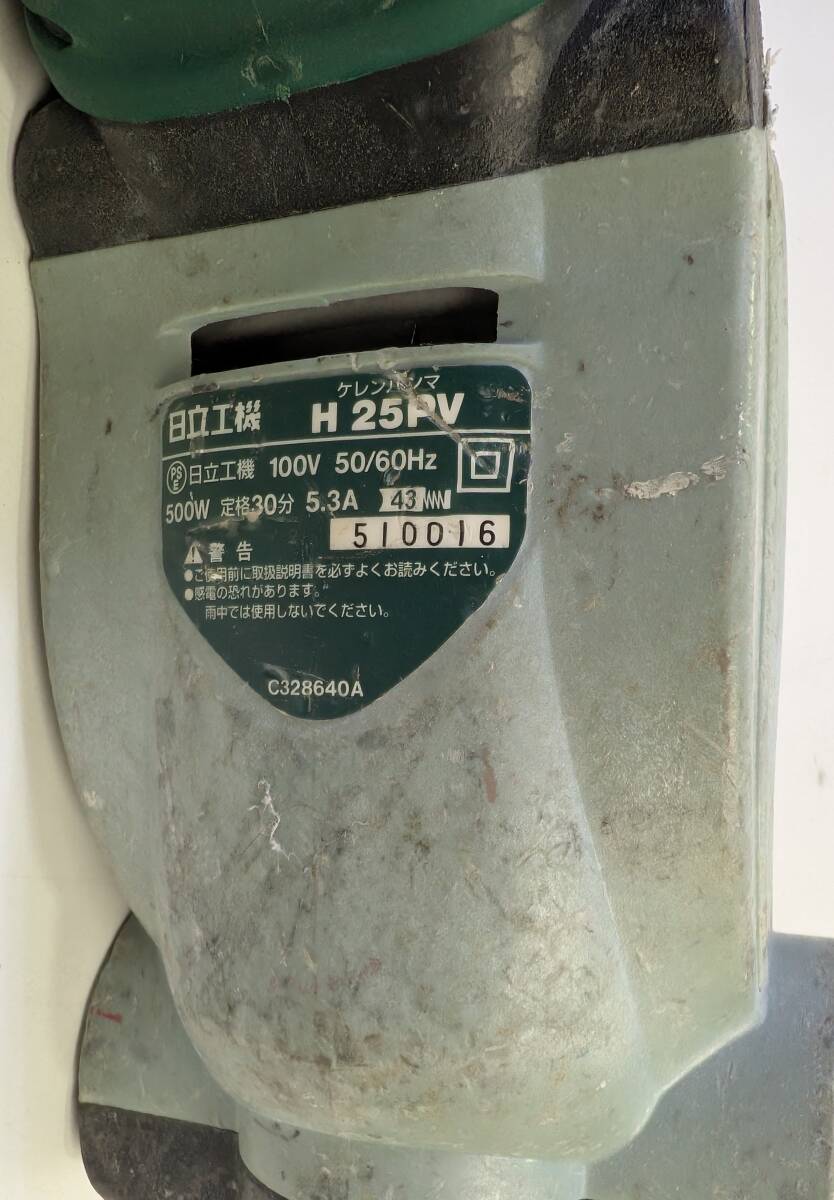 ケレンハンマ
日立工機 H 25PV
PSE 日立工機 100V 50/60Hz
500W 定格30分 5.3A 43
510016
警告
●ご使用前に取扱説明書を必ずよくお読みください。
●感電の恐れがあります。
雨中では使用しないでください。
C328640A